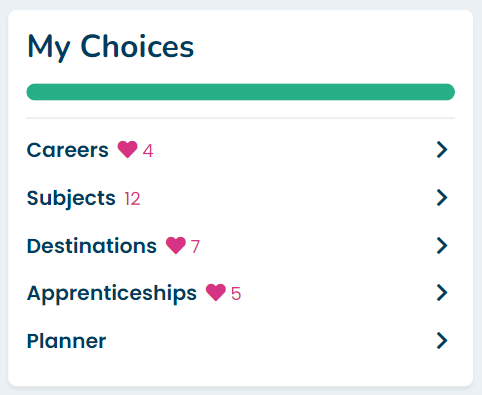 My Choices
Careers 4
Subjects 12
Destinations 7
Apprenticeships 5
Planner